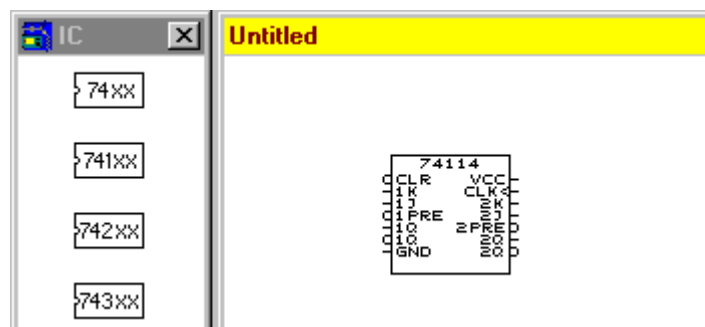 IC
Untitled
74xx
741xx
742xx
743xx
74114
CLR VCC
1K CLK
1J 2K
1PRE 2J
1Q 2PRE
1Q 2Q
GND 2Q